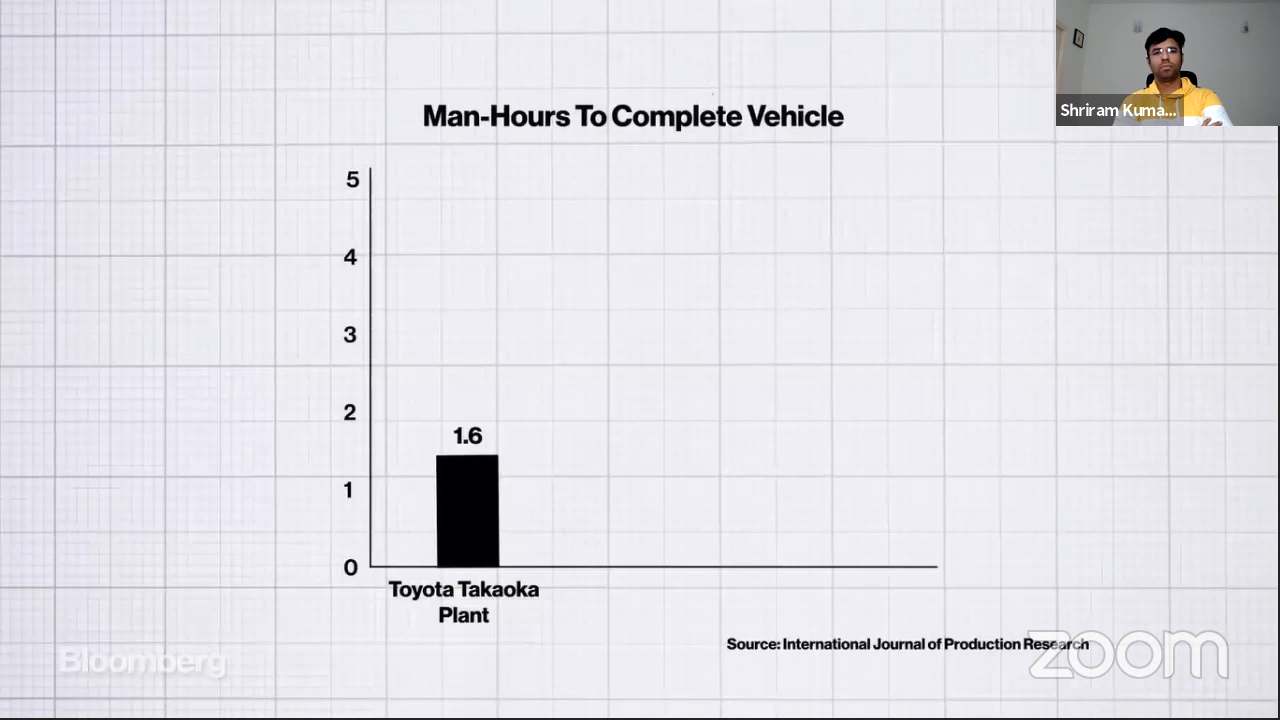 Shriram Kuma...
Man-Hours To Complete Vehicle
5
4
3
2
1.6
1
0
Toyota Takaoka
Plant
Source: International Journal of Production Research
Bloomberg
zoom